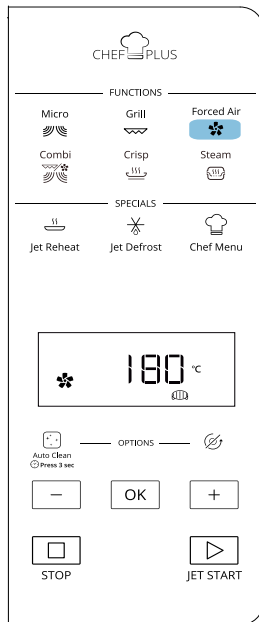 CHEF PLUS
FUNCTIONS
Micro Grill Forced Air
Combi Crisp Steam
SPECIALS
Jet Reheat Jet Defrost Chef Menu
180 °C
OPTIONS
Auto Clean
Press 3 sec
− OK +
STOP JET START